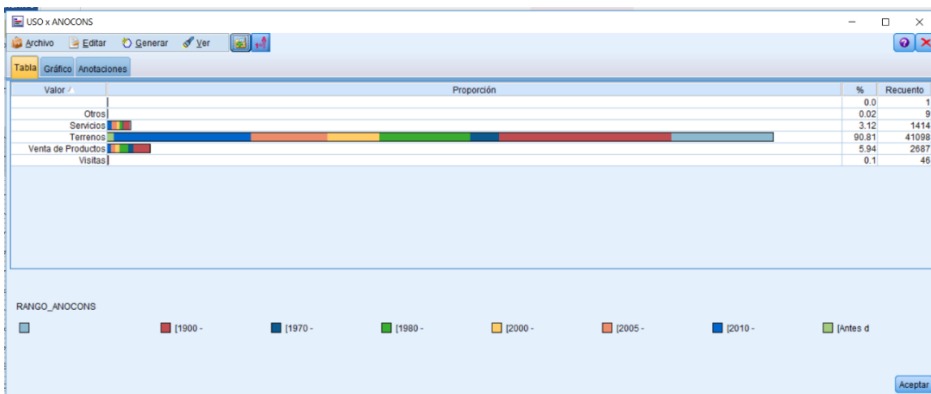 USO x ANOCONS
Archivo Editar Generar Ver
Tabla Gráfico Anotaciones
Valor Proporción % Recuento
0.0 1
Otros 0.02 9
Servicios 3.12 1414
Terrenos 90.81 41098
Venta de Productos 5.94 2687
Visitas 0.1 46
RANGO_ANOCONS
[1900 - [1970 - [1980 - [2000 - [2005 - [2010 - [Antes d
Aceptar